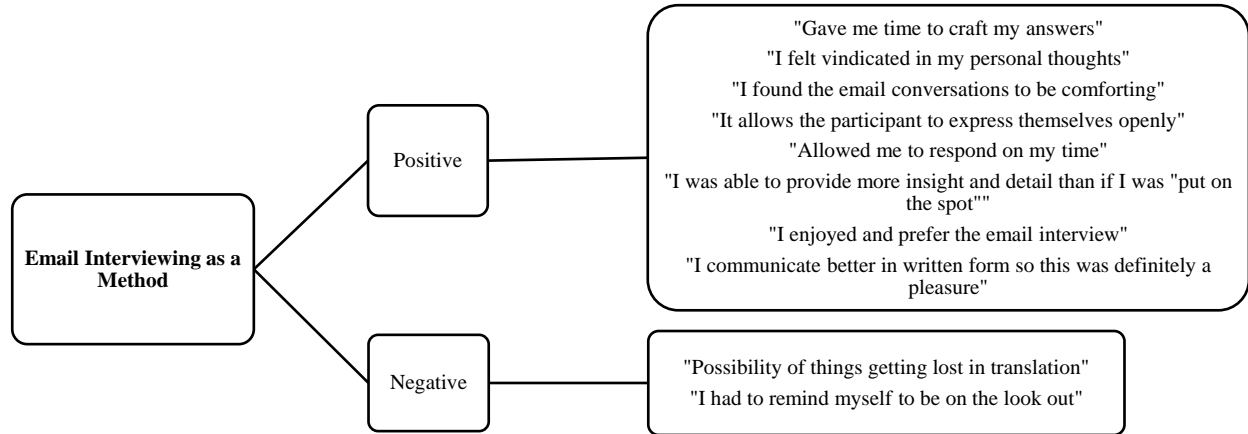 Email Interviewing as a
Method
Positive
"Gave me time to craft my answers"
"I felt vindicated in my personal thoughts"
"I found the email conversations to be comforting"
"It allows the participant to express themselves openly"
"Allowed me to respond on my time"
"I was able to provide more insight and detail than if I was "put on
the spot""
"I enjoyed and prefer the email interview"
"I communicate better in written form so this was definitely a
pleasure"
Negative
"Possibility of things getting lost in translation"
"I had to remind myself to be on the look out"